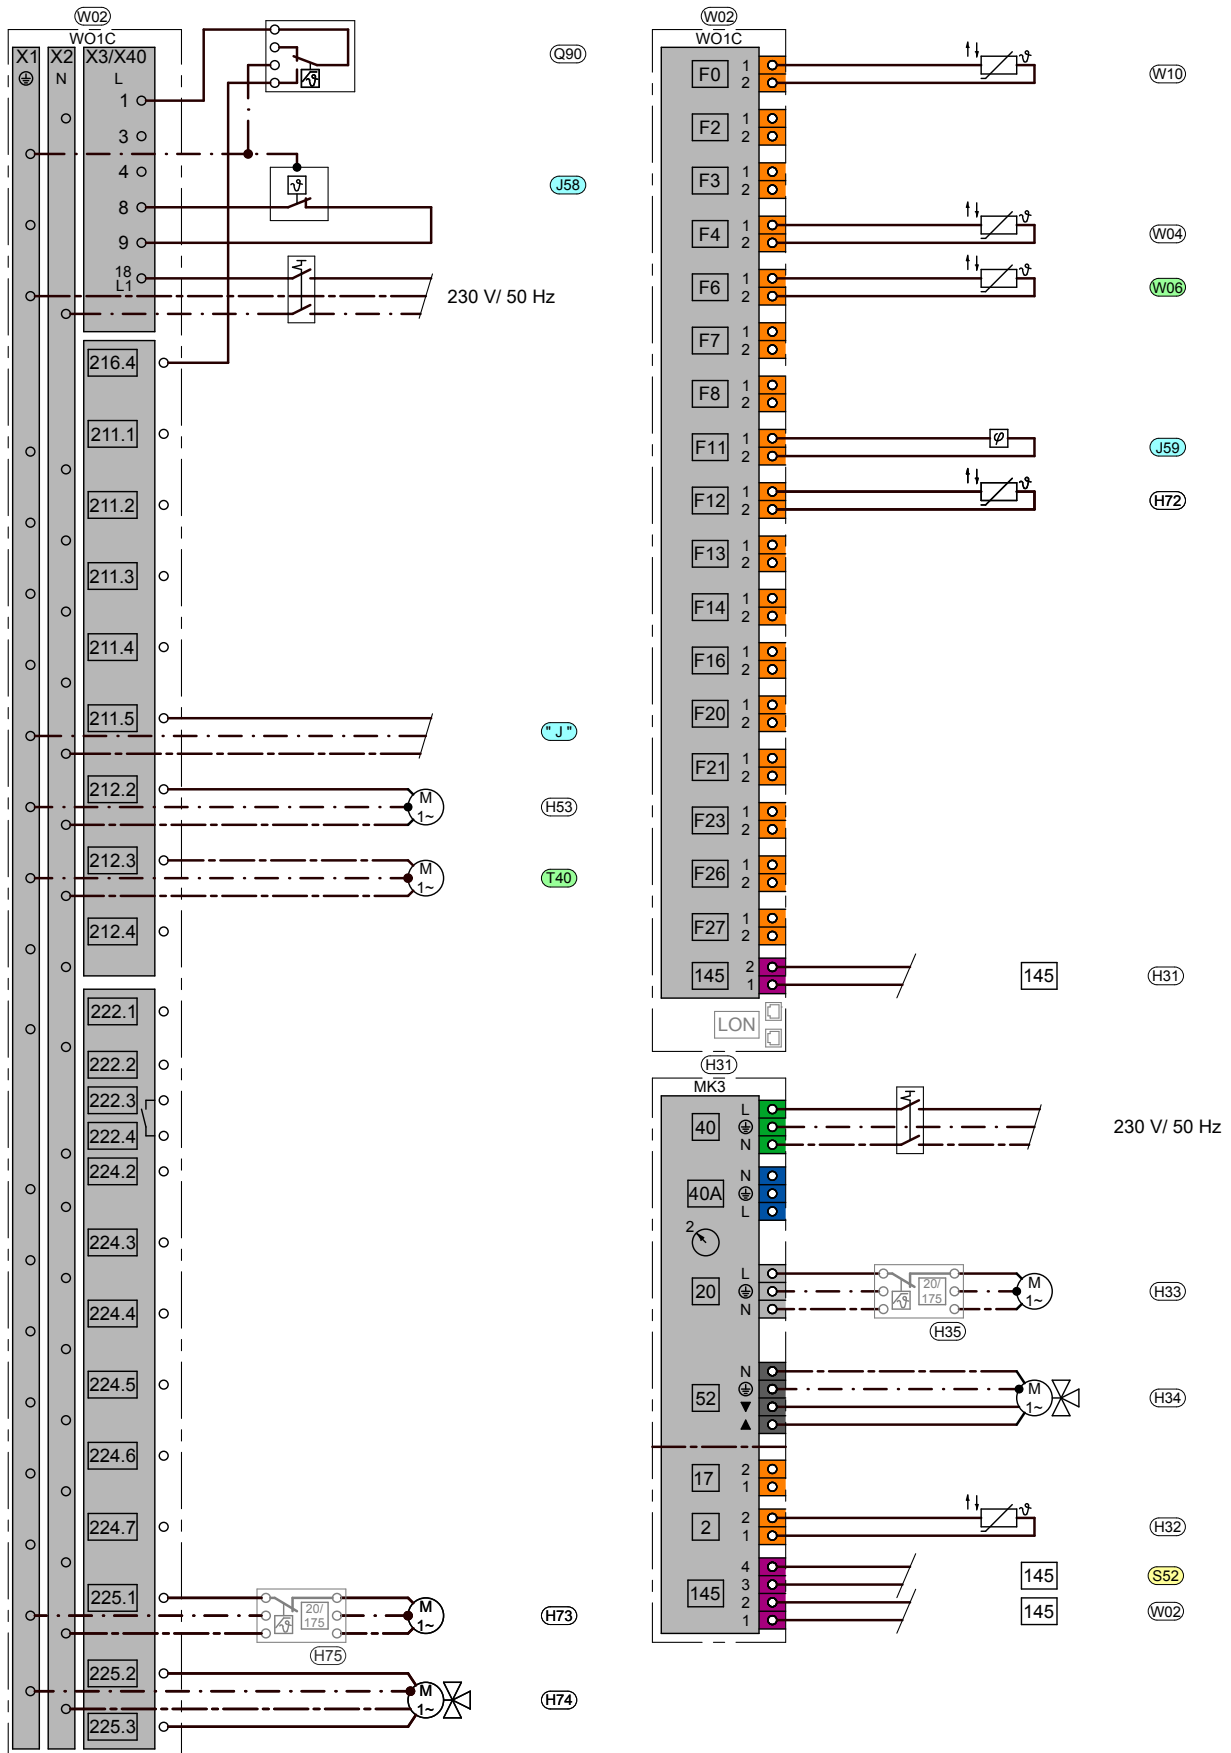 W02
WO1C
X1 X2 X3/X40
N L
1
3
4
8
9
18
L1
ϑ
Q90
ϑ
J58
230 V/ 50 Hz
216.4
211.1
211.2
211.3
211.4
211.5
" J "
212.2
M
1~
H53
212.3
M
1~
T40
212.4
222.1
222.2
222.3
222.4
224.2
224.3
224.4
224.5
224.6
224.7
225.1
ϑ
20/
175
M
1~
H73
H75
225.2
M
1~
H74
225.3
W02
WO1C
F0 1 2 ϑ W10
F2 1 2
F3 1 2
F4 1 2 ϑ W04
F6 1 2 ϑ W06
F7 1 2
F8 1 2
F11 1 2 φ J59
F12 1 2 ϑ H72
F13 1 2
F14 1 2
F16 1 2
F20 1 2
F21 1 2
F23 1 2
F26 1 2
F27 1 2
145 2 1 145 H31
LON
H31
MK3
40 L N 230 V/ 50 Hz
40A N L
2
20 L N
ϑ
20/
175
M
1~
H33
H35
52 N ▼ ▲
M
1~
H34
17 2 1
2 2 1 ϑ H32
145 4 3 2 1
145 S52
145 W02